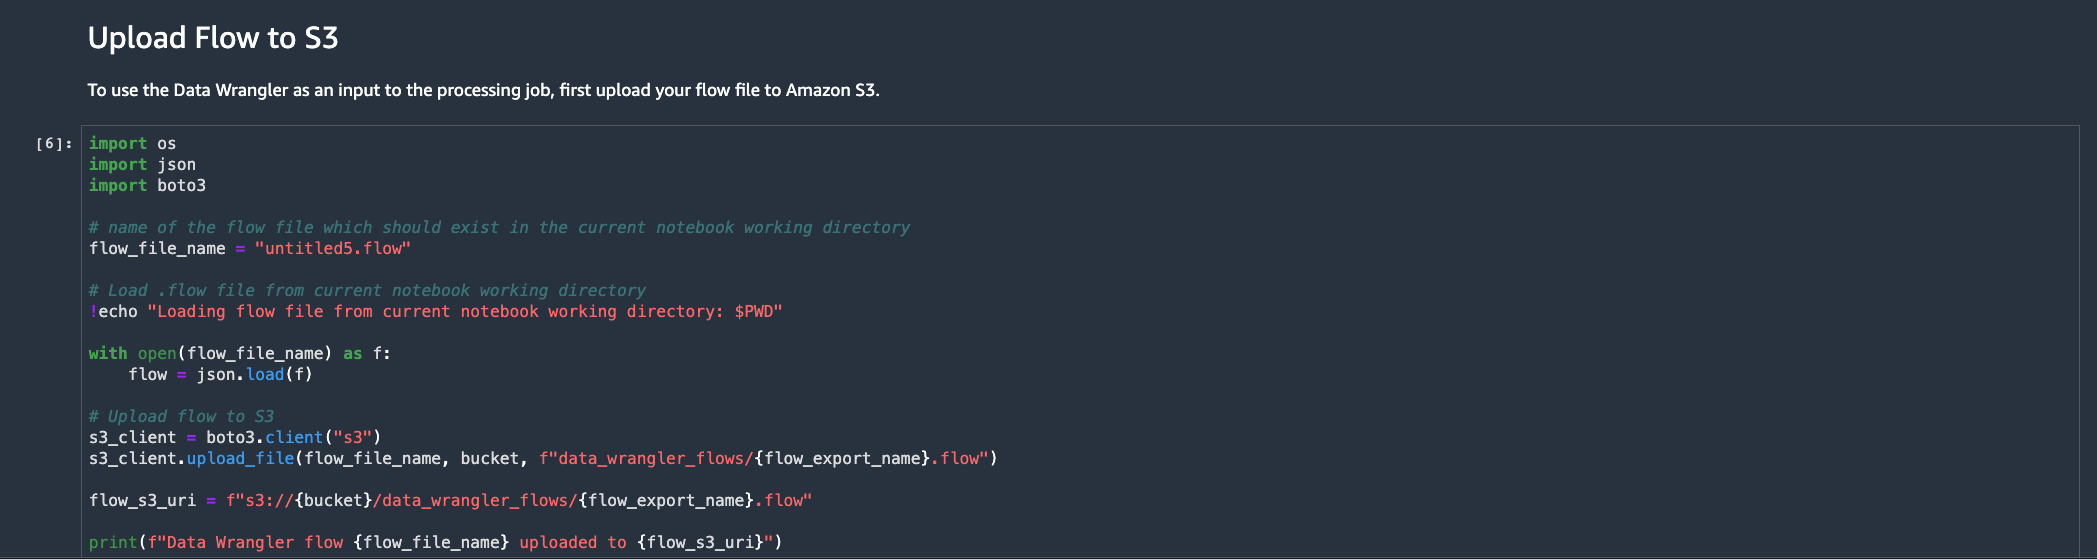 Upload Flow to S3
To use the Data Wrangler as an input to the processing job, first upload your flow file to Amazon S3.
[6]: import os
import json
import boto3
# name of the flow file which should exist in the current notebook working directory
flow_file_name = "untitled5.flow"
# Load .flow file from current notebook working directory
!echo "Loading flow file from current notebook working directory: $PWD"
with open(flow_file_name) as f:
    flow = json.load(f)
# Upload flow to S3
s3_client = boto3.client("s3")
s3_client.upload_file(flow_file_name, bucket, f"data_wrangler_flows/{flow_export_name}.flow")
flow_s3_uri = f"s3://{bucket}/data_wrangler_flows/{flow_export_name}.flow"
print(f"Data Wrangler flow {flow_file_name} uploaded to {flow_s3_uri}")